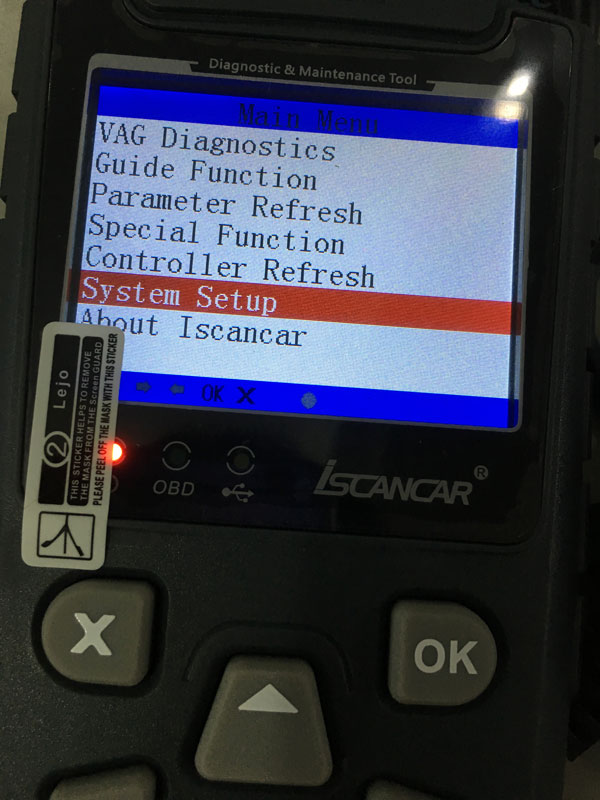 Diagnostic & Maintenance Tool
Main Menu
VAG Diagnostics
Guide Function
Parameter Refresh
Special Function
Controller Refresh
System Setup
About Iscancar
OK X
② Lejo
THIS STICKER HELPS TO REMOVE
THE MASK FROM THE Screen GUARD
PLEASE PEEL OFF THE MASK WITH THIS STICKER
OBD
iSCANCAR®
X
OK